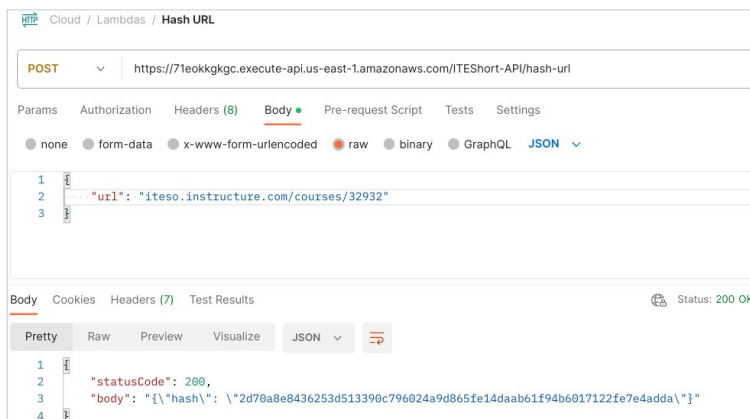 HTTP Cloud / Lambdas / Hash URL
POST https://71eokkgkgc.execute-api.us-east-1.amazonaws.com/ITEShort-API/hash-url
Params Authorization Headers (8) Body Pre-request Script Tests Settings
none form-data x-www-form-urlencoded raw binary GraphQL JSON
1 {
2 "url": "iteso.instructure.com/courses/32932"
3 }
Body Cookies Headers (7) Test Results Status: 200 OK
Pretty Raw Preview Visualize JSON
1 {
2 "statusCode": 200,
3 "body": "{\"hash\": \"2d70a8e8436253d513390c796024a9d865fe14daab61f94b6017122fe7e4adda\"}"
4 }